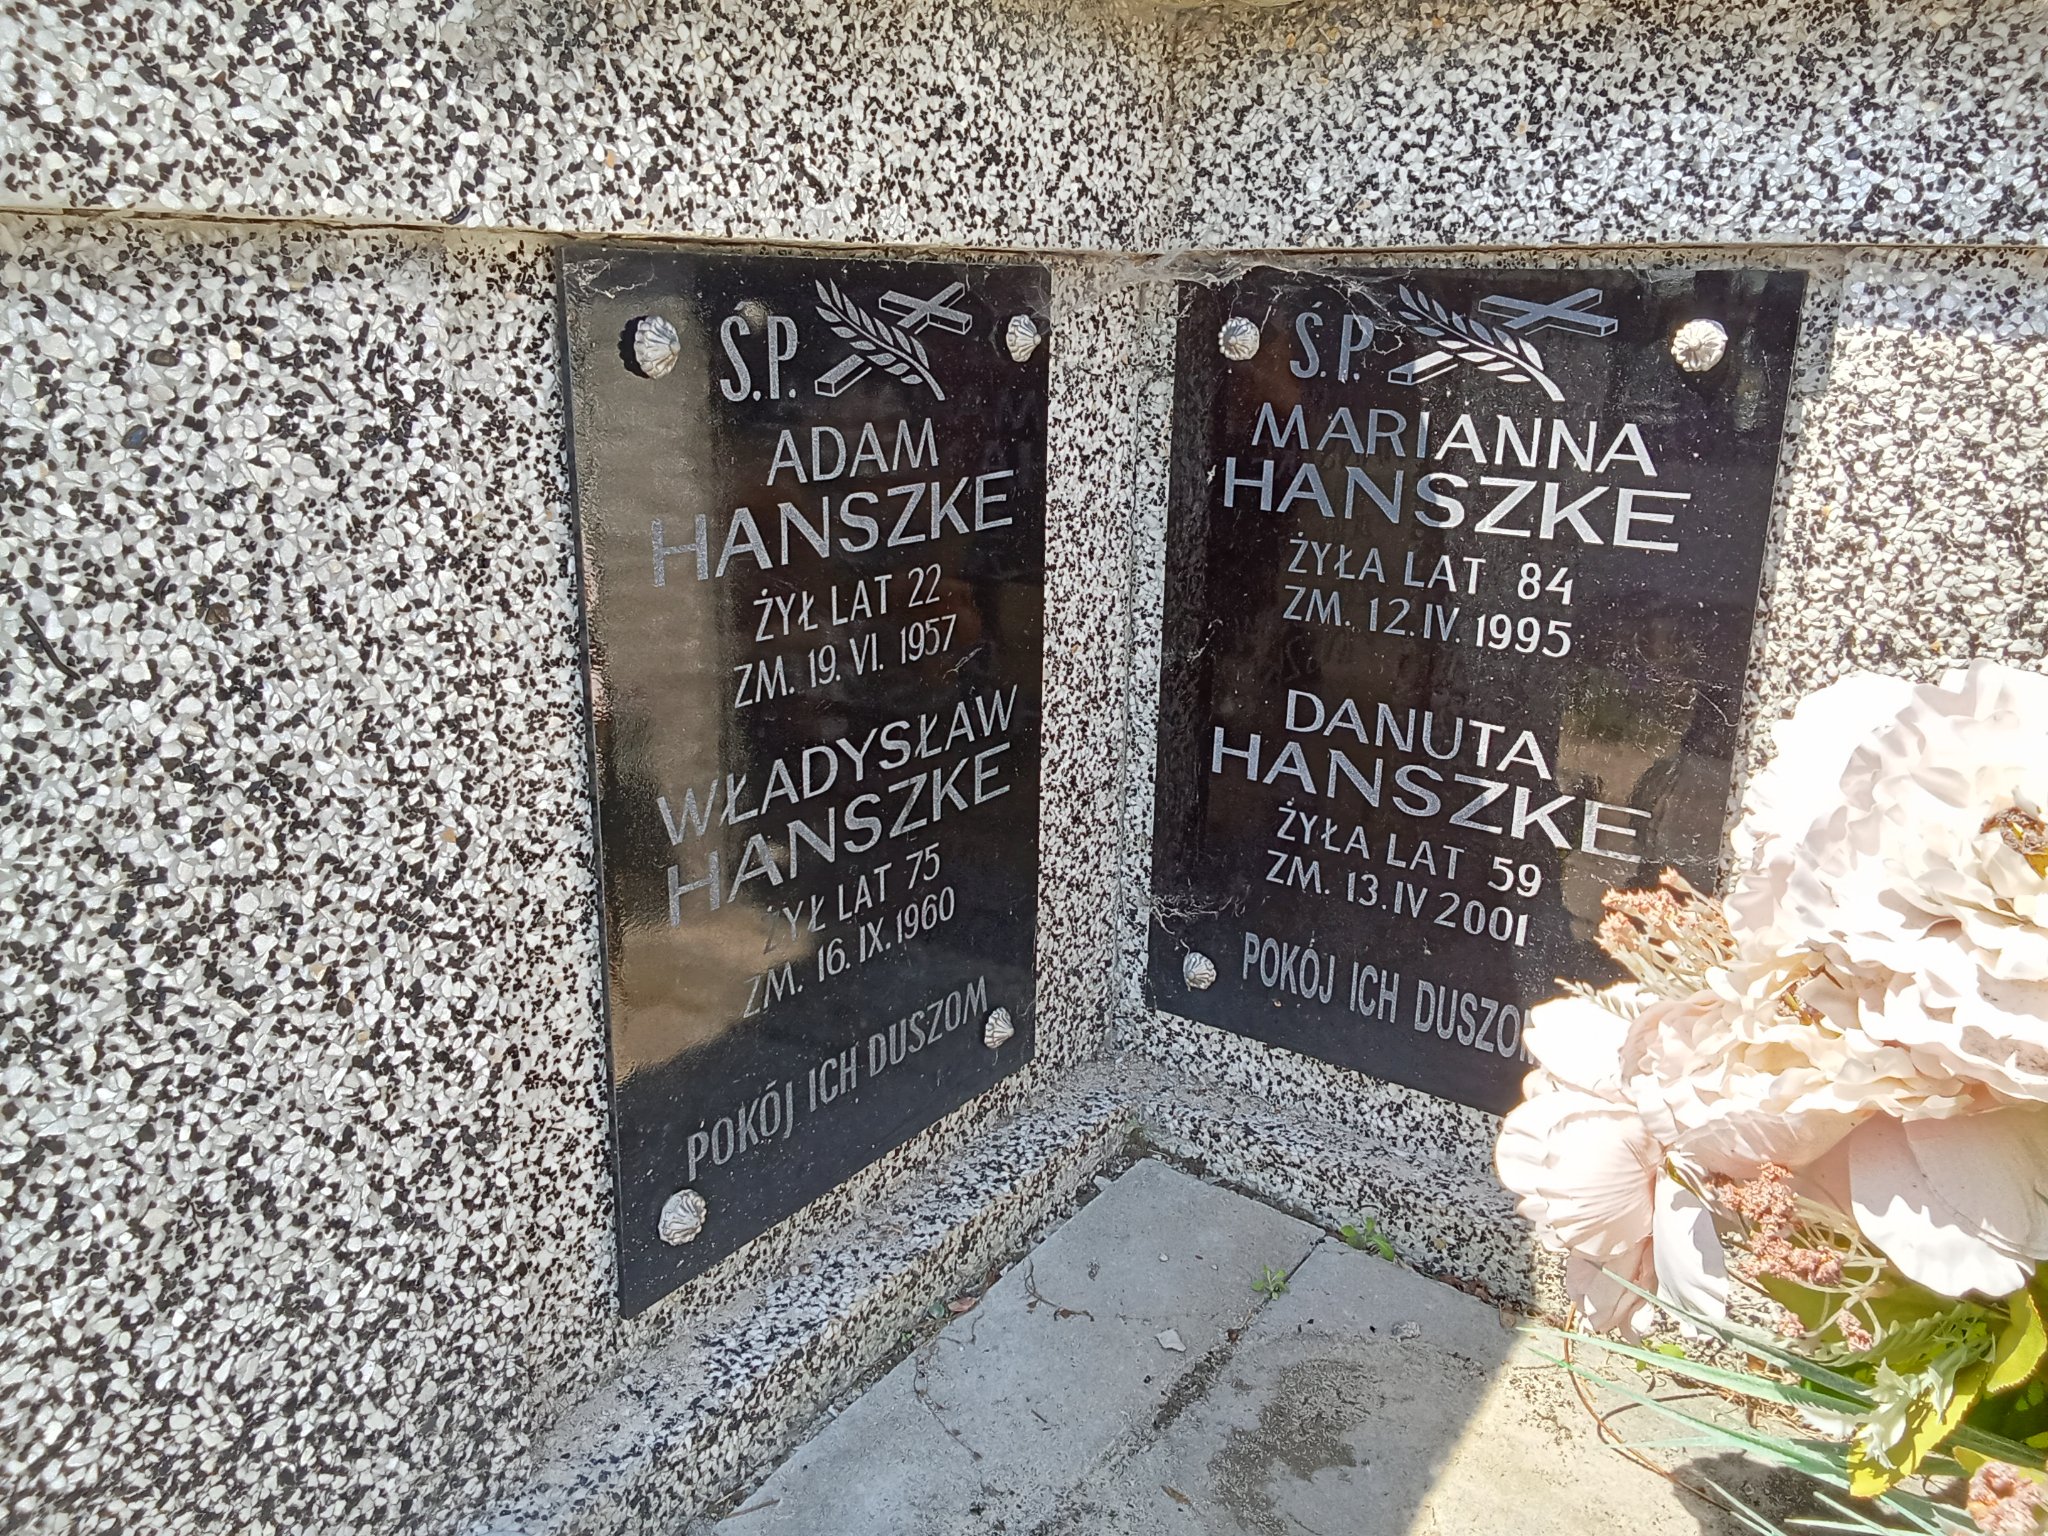 Ś.P.
ADAM
HANSZKE
ŻYŁ LAT 22
ZM. 19. VI. 1957
WŁADYSŁAW
HANSZKE
ŻYŁ LAT 75
ZM. 16. IX. 1960
POKÓJ ICH DUSZOM
Ś.P.
MARIANNA
HANSZKE
ŻYŁA LAT 84
ZM. 12. IV. 1995
DANUTA
HANSZKE
ŻYŁA LAT 59
ZM. 13. IV 2001
POKÓJ ICH DUSZOM